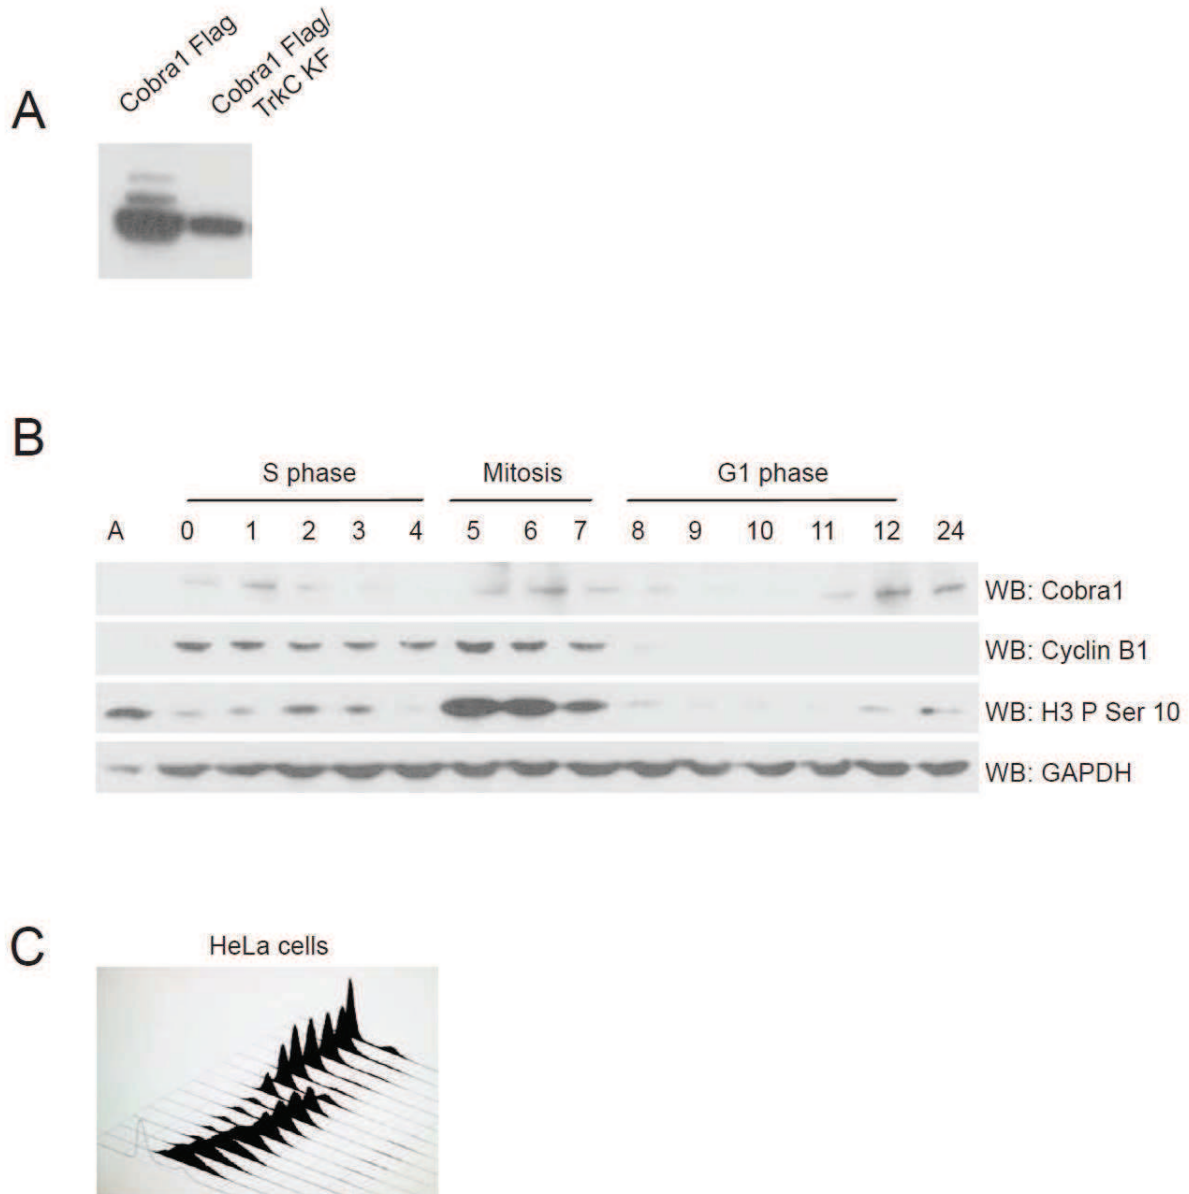 A
Cobra1 Flag
Cobra1 Flag/
TrkC KF
B
S phase
Mitosis
G1 phase
A 0 1 2 3 4 5 6 7 8 9 10 11 12 24
WB: Cobra1
WB: Cyclin B1
WB: H3 P Ser 10
WB: GAPDH
C
HeLa cells